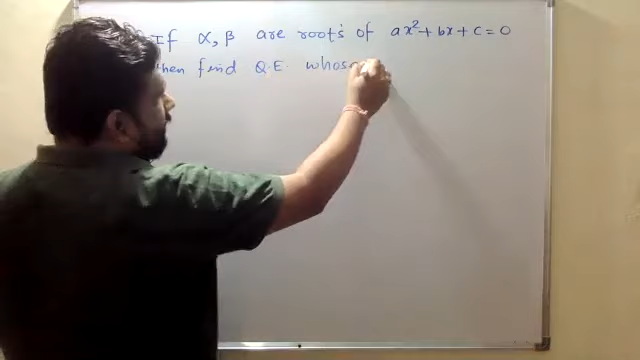 If α, β are roots of ax²+ bx + c = 0
then find Q.E. whose